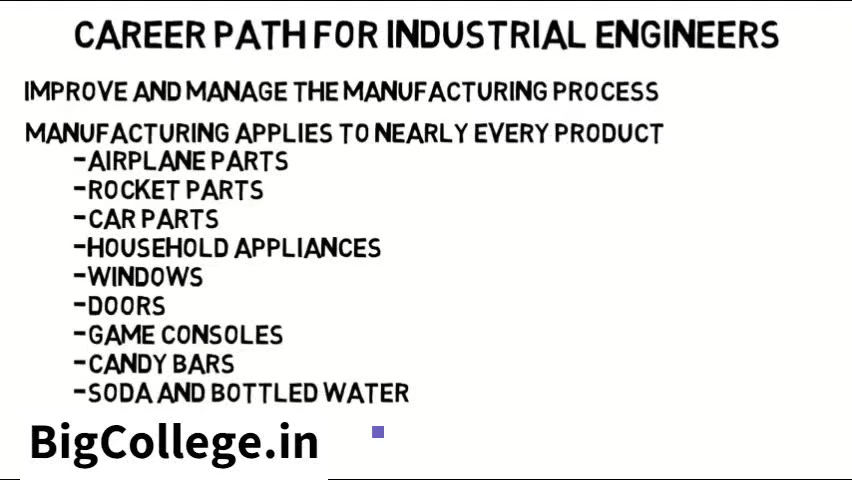 CAREER PATH FOR INDUSTRIAL ENGINEERS
IMPROVE AND MANAGE THE MANUFACTURING PROCESS
MANUFACTURING APPLIES TO NEARLY EVERY PRODUCT
-AIRPLANE PARTS
-ROCKET PARTS
-CAR PARTS
-HOUSEHOLD APPLIANCES
-WINDOWS
-DOORS
-GAME CONSOLES
-CANDY BARS
-SODA AND BOTTLED WATER
BigCollege.in